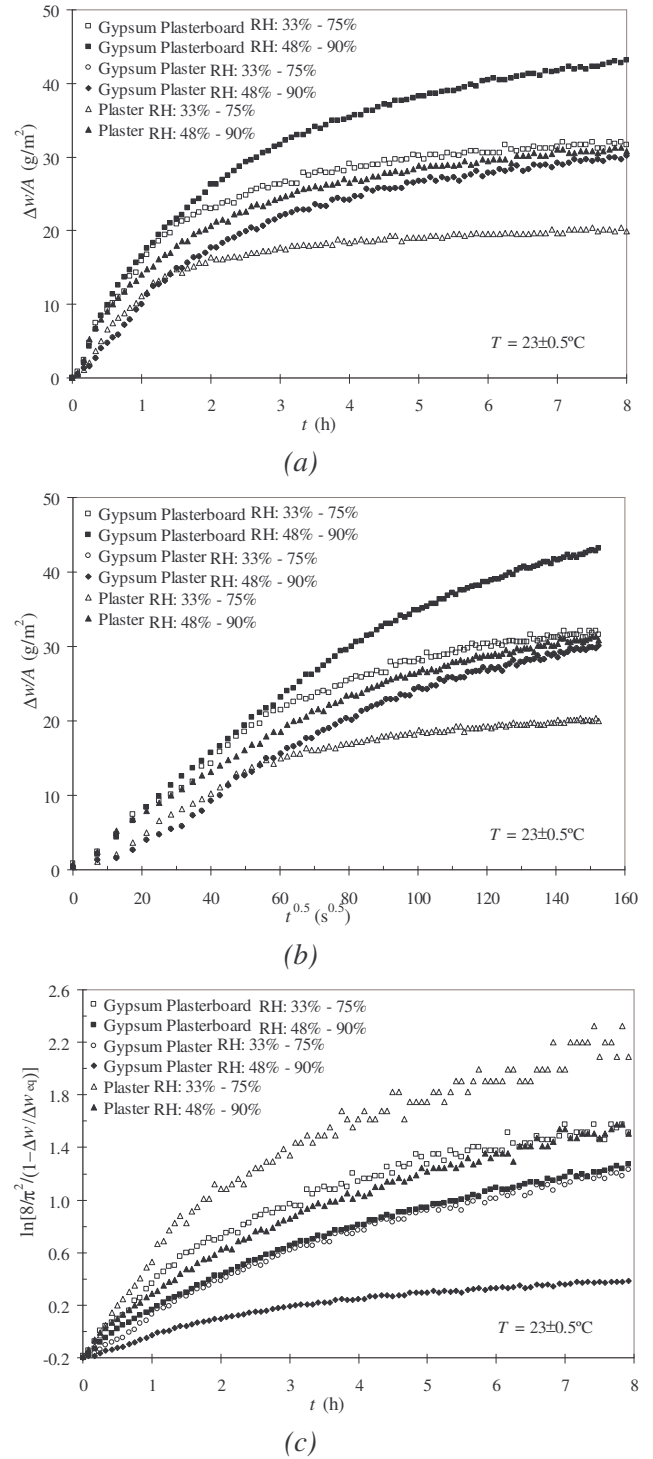 50
40
30
20
10
0
Δw/A (g/m²)
□ Gypsum Plasterboard RH: 33% - 75%
■ Gypsum Plasterboard RH: 48% - 90%
○ Gypsum Plaster RH: 33% - 75%
◆ Gypsum Plaster RH: 48% - 90%
△ Plaster RH: 33% - 75%
▲ Plaster RH: 48% - 90%
T = 23±0.5ºC
0 1 2 3 4 5 6 7 8
t (h)
(a)
50
40
30
20
10
0
Δw/A (g/m²)
□ Gypsum Plasterboard RH: 33% - 75%
■ Gypsum Plasterboard RH: 48% - 90%
○ Gypsum Plaster RH: 33% - 75%
◆ Gypsum Plaster RH: 48% - 90%
△ Plaster RH: 33% - 75%
▲ Plaster RH: 48% - 90%
T = 23±0.5ºC
0 20 40 60 80 100 120 140 160
t^0.5 (s^0.5)
(b)
2.6
2.2
1.8
1.4
1.0
0.6
0.2
-0.2
ln[8/π²/(1−Δw/Δw eq)]
□ Gypsum Plasterboard RH: 33% - 75%
■ Gypsum Plasterboard RH: 48% - 90%
○ Gypsum Plaster RH: 33% - 75%
◆ Gypsum Plaster RH: 48% - 90%
△ Plaster RH: 33% - 75%
▲ Plaster RH: 48% - 90%
T = 23±0.5ºC
0 1 2 3 4 5 6 7 8
t (h)
(c)